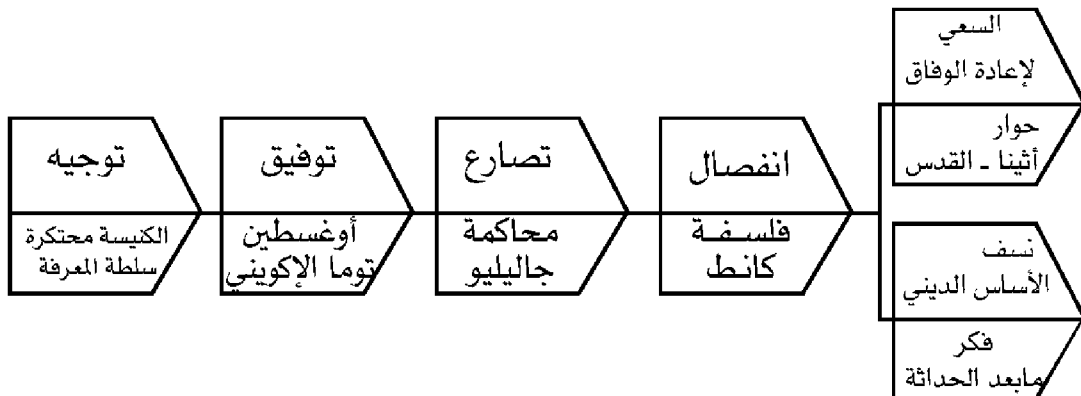 توجيه
الكنيسة محتكرة
سلطة المعرفة
توفيق
أوغسطين
توما الإكويني
تصارع
محاكمة
جاليليو
انفصال
فلسفة
كانط
السعي
لإعادة الوفاق
حوار
أثينا - القدس
نسف
الأساس الديني
فكر
مابعد الحداثة